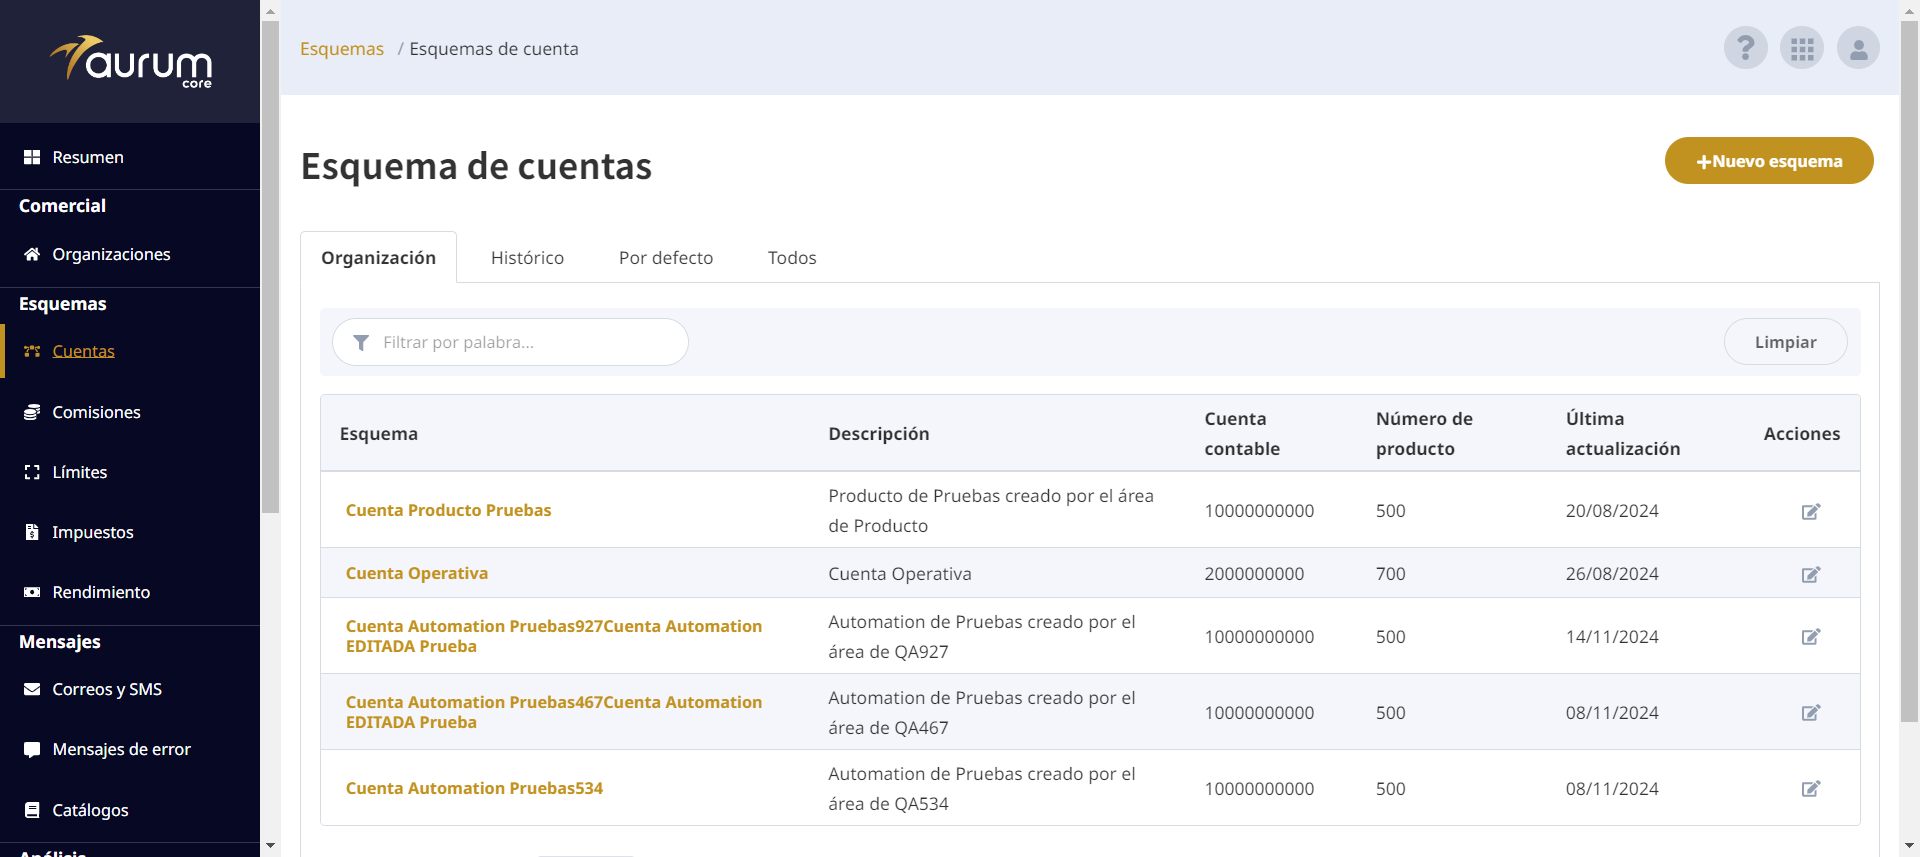 aurum
core
Resumen
Comercial
Organizaciones
Esquemas
Cuentas
Comisiones
Límites
Impuestos
Rendimiento
Mensajes
Correos y SMS
Mensajes de error
Catálogos
Análisis
Esquemas / Esquemas de cuenta
?
Esquema de cuentas
+Nuevo esquema
Organización Histórico Por defecto Todos
Filtrar por palabra... Limpiar
Esquema Descripción Cuenta contable Número de producto Última actualización Acciones
Cuenta Producto Pruebas
Producto de Pruebas creado por el área
de Producto
10000000000 500 20/08/2024
Cuenta Operativa Cuenta Operativa 2000000000 700 26/08/2024
Cuenta Automation Pruebas927Cuenta Automation
EDITADA Prueba
Automation de Pruebas creado por el
área de QA927
10000000000 500 14/11/2024
Cuenta Automation Pruebas467Cuenta Automation
EDITADA Prueba
Automation de Pruebas creado por el
área de QA467
10000000000 500 08/11/2024
Cuenta Automation Pruebas534
Automation de Pruebas creado por el
área de QA534
10000000000 500 08/11/2024